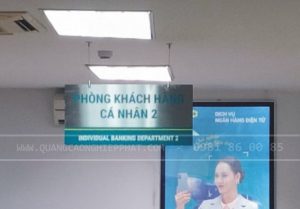 PHÒNG KHÁCH HÀNG
CÁ NHÂN 2
INDIVIDUAL BANKING DEPARTMENT 2
DỊCH VỤ
NGÂN HÀNG ĐIỆN TỬ
WWW.QUANGCAONGHIEPPHAT.COM - 0981 86 00 85